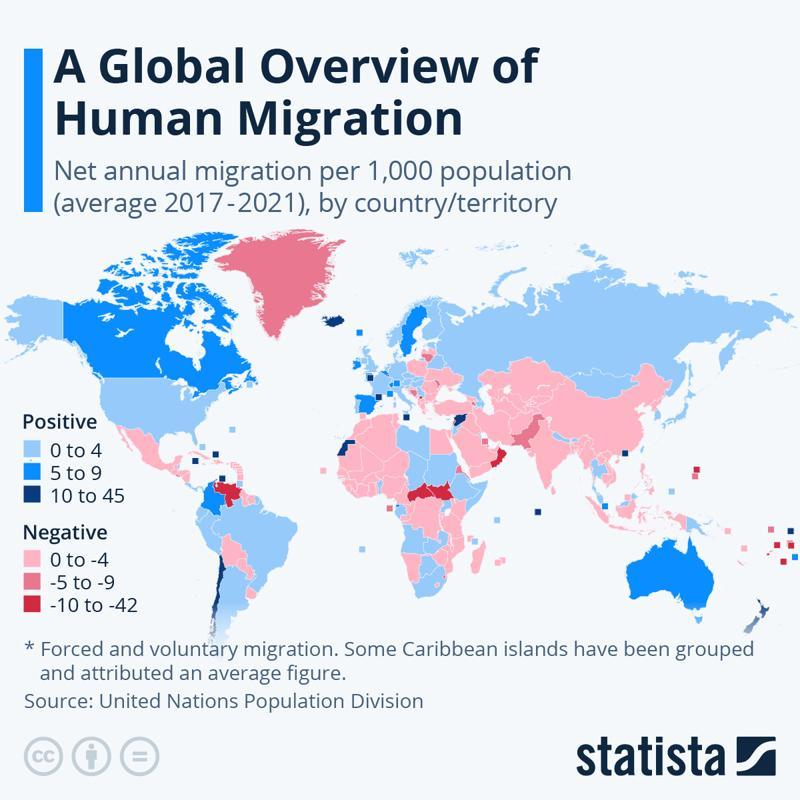 A Global Overview of
Human Migration
Net annual migration per 1,000 population
(average 2017-2021), by country/territory
Positive
0 to 4
5 to 9
10 to 45
Negative
0 to -4
-5 to -9
-10 to -42
* Forced and voluntary migration. Some Caribbean islands have been grouped
and attributed an average figure.
Source: United Nations Population Division
cc
statista